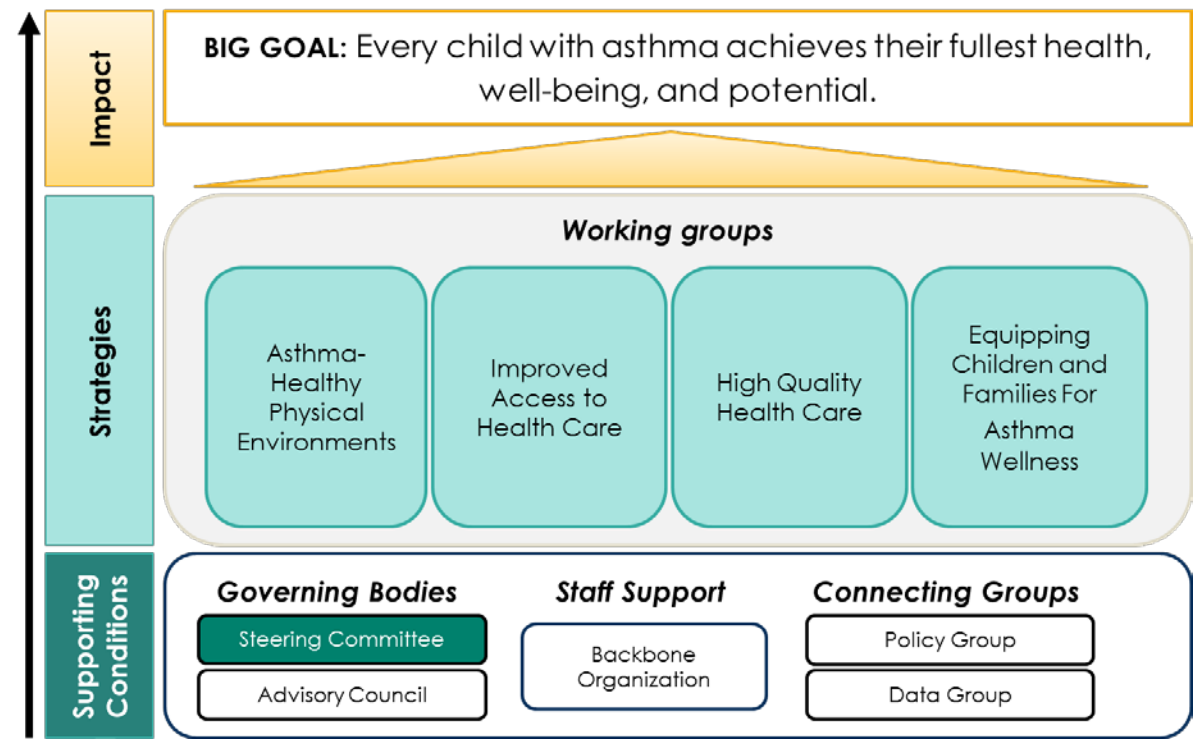 Impact
BIG GOAL: Every child with asthma achieves their fullest health,
well-being, and potential.
Strategies
Working groups
Asthma-
Healthy
Physical
Environments
Improved
Access to
Health Care
High Quality
Health Care
Equipping
Children and
Families For
Asthma
Wellness
Supporting
Conditions
Governing Bodies
Steering Committee
Advisory Council
Staff Support
Backbone
Organization
Connecting Groups
Policy Group
Data Group